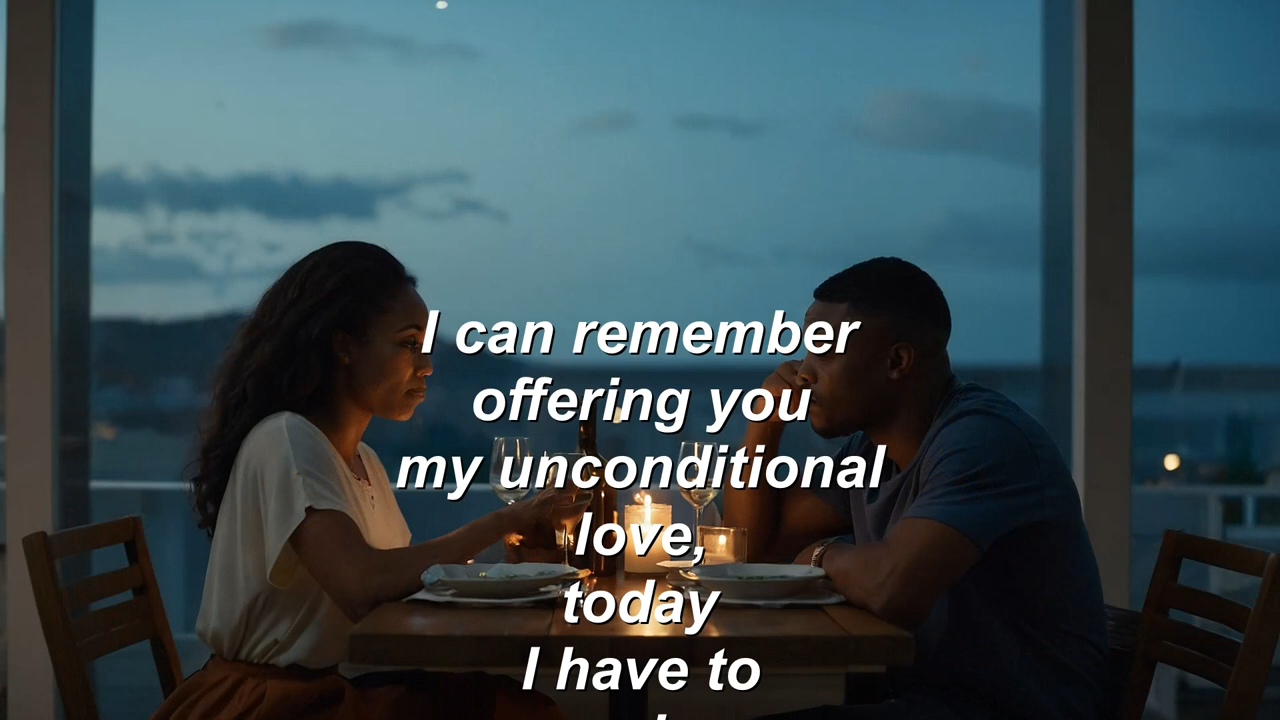 I can remember
offering you
my unconditional
love,
today
I have to